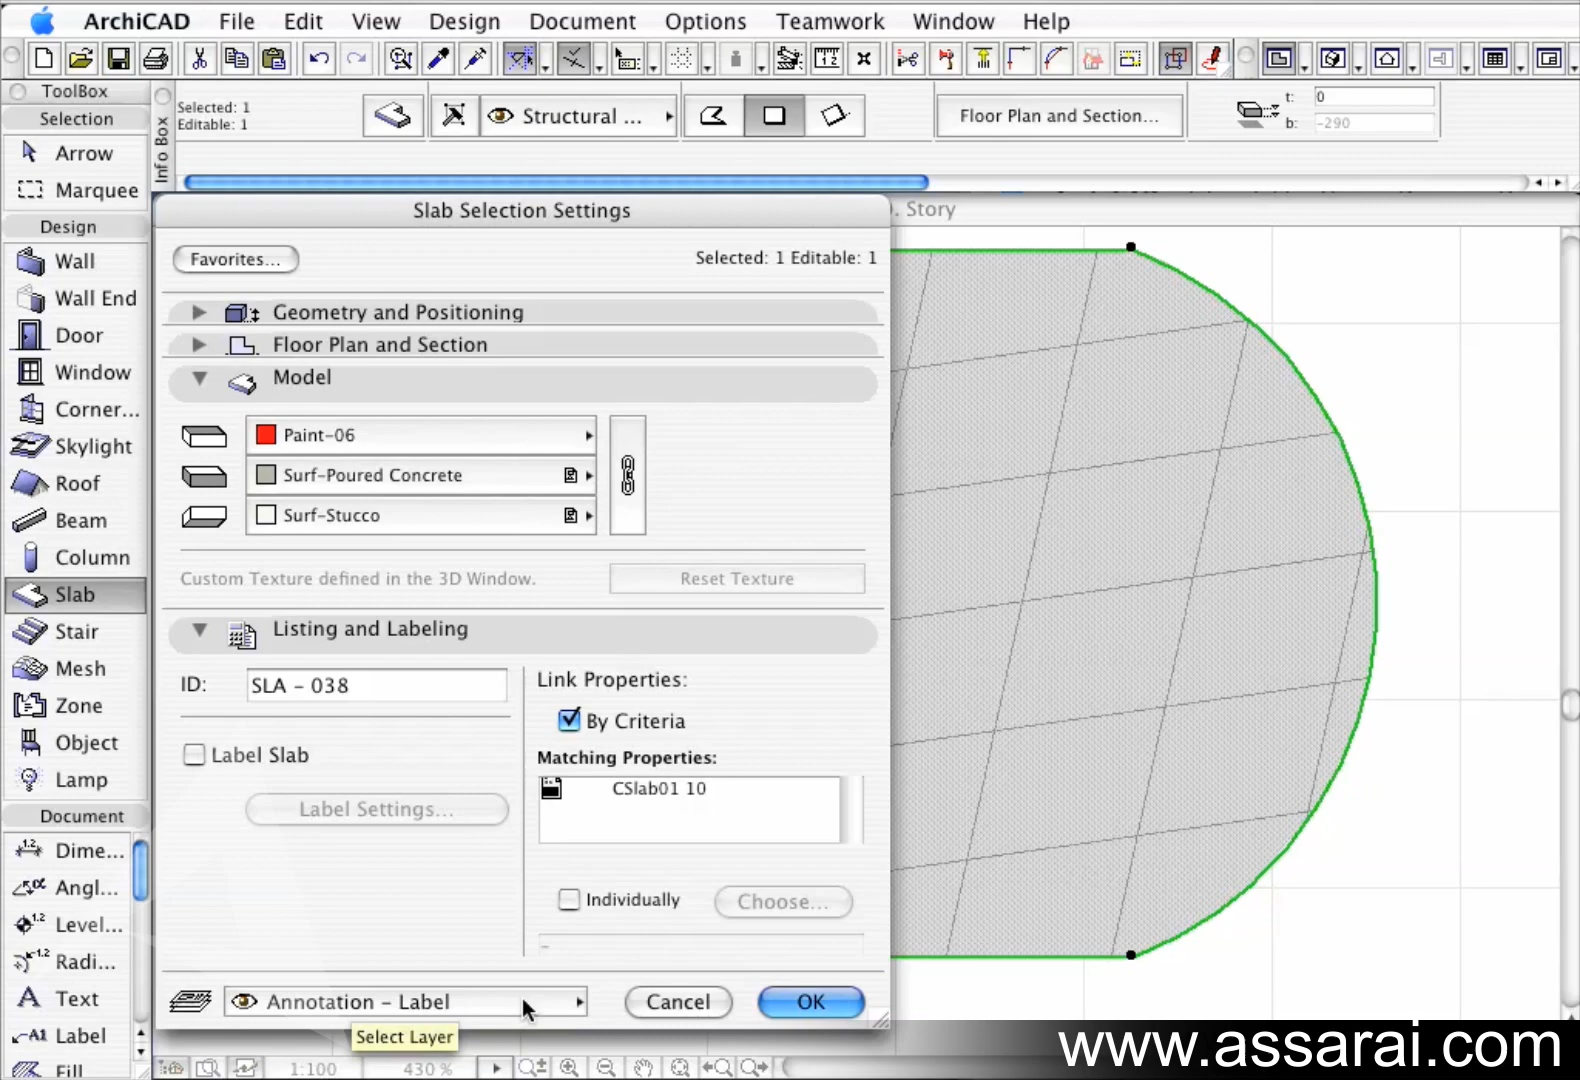 ArchiCAD File Edit View Design Document Options Teamwork Window Help
ToolBox
Selection
Arrow
Marquee
Design
Wall
Wall End
Door
Window
Corner...
Skylight
Roof
Beam
Column
Slab
Stair
Mesh
Zone
Object
Lamp
Document
Dime...
Angl...
Level...
Radi...
Text
Label
Fill
Info Box
Selected: 1
Editable: 1
Structural ...
Floor Plan and Section...
t: 0
b: -290
. Story
Slab Selection Settings
Favorites...
Selected: 1 Editable: 1
Geometry and Positioning
Floor Plan and Section
Model
Paint-06
Surf-Poured Concrete
Surf-Stucco
Custom Texture defined in the 3D Window.
Reset Texture
Listing and Labeling
ID: SLA - 038
Label Slab
Label Settings...
Link Properties:
By Criteria
Matching Properties:
CSlab01 10
Individually
Choose...
Annotation - Label
Cancel
OK
Select Layer
1:100
430 %
www.assarai.com